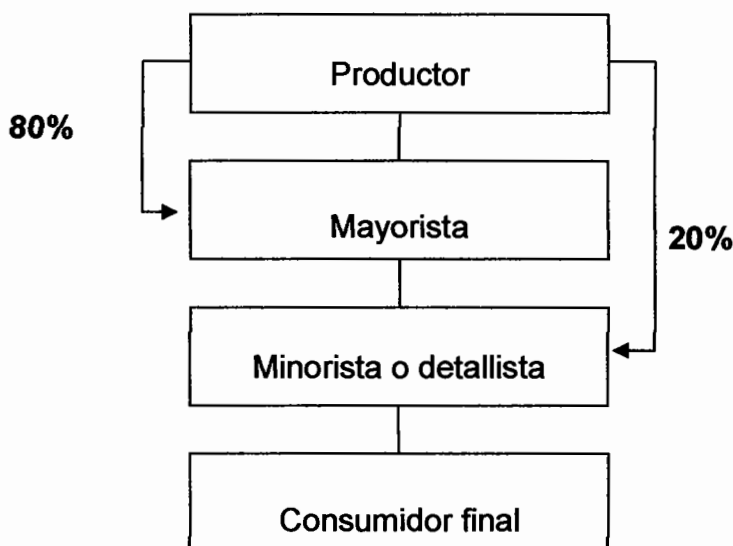 Productor
80%
Mayorista
20%
Minorista o detallista
Consumidor final